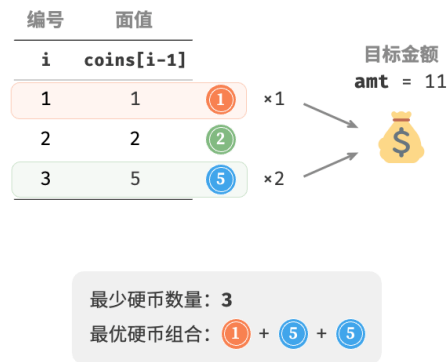 编号 面值
i coins[i-1]
目标金额
amt = 11
1 1 1 ×1
2 2 2
3 5 5 ×2
$
最少硬币数量：3
最优硬币组合：1 + 5 + 5